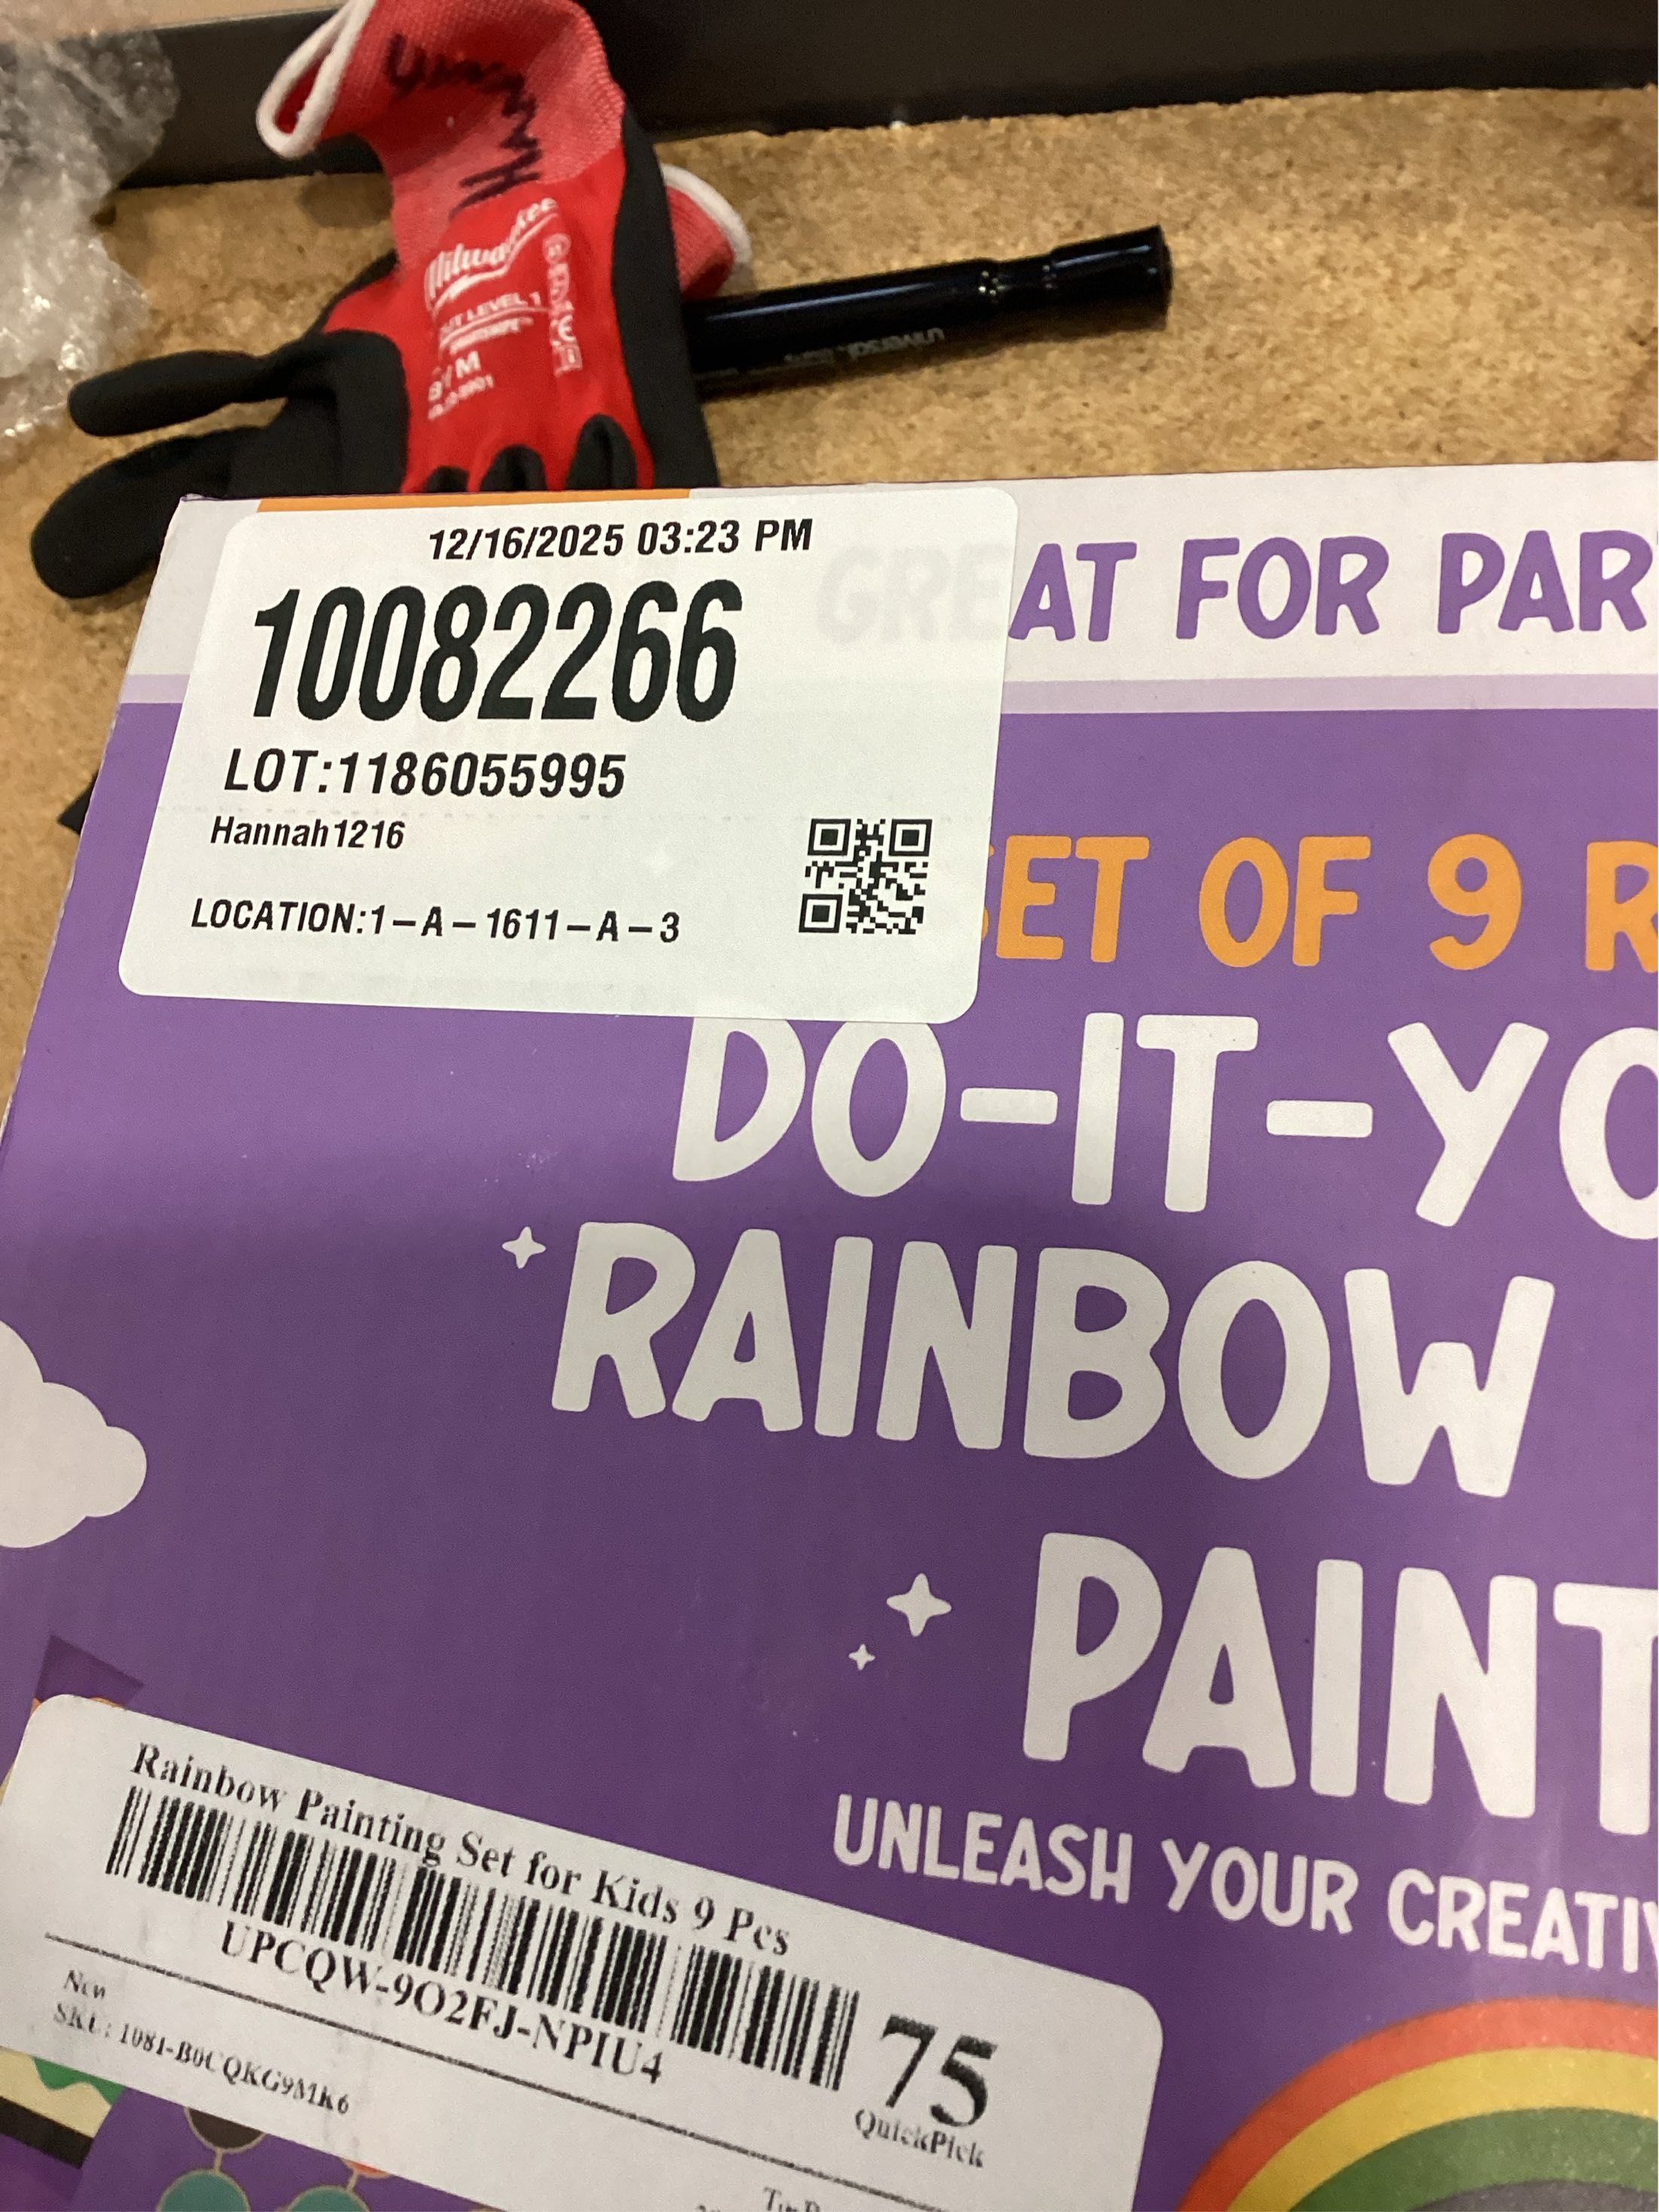 Hannah
Milwaukee
CUT LEVEL 1
8/M
universal
12/16/2025 03:23 PM
10082266
LOT:1186055995
Hannah1216
LOCATION:1-A-1611-A-3
GREAT FOR PAR
SET OF 9 R
DO-IT-YO
RAINBOW
PAINT
UNLEASH YOUR CREATIV
Rainbow Painting Set for Kids 9 Pcs
UPCQW-9O2FJ-NPIU4
75
QuickPick
New
SKU: 1081-B0CQKG9MK6